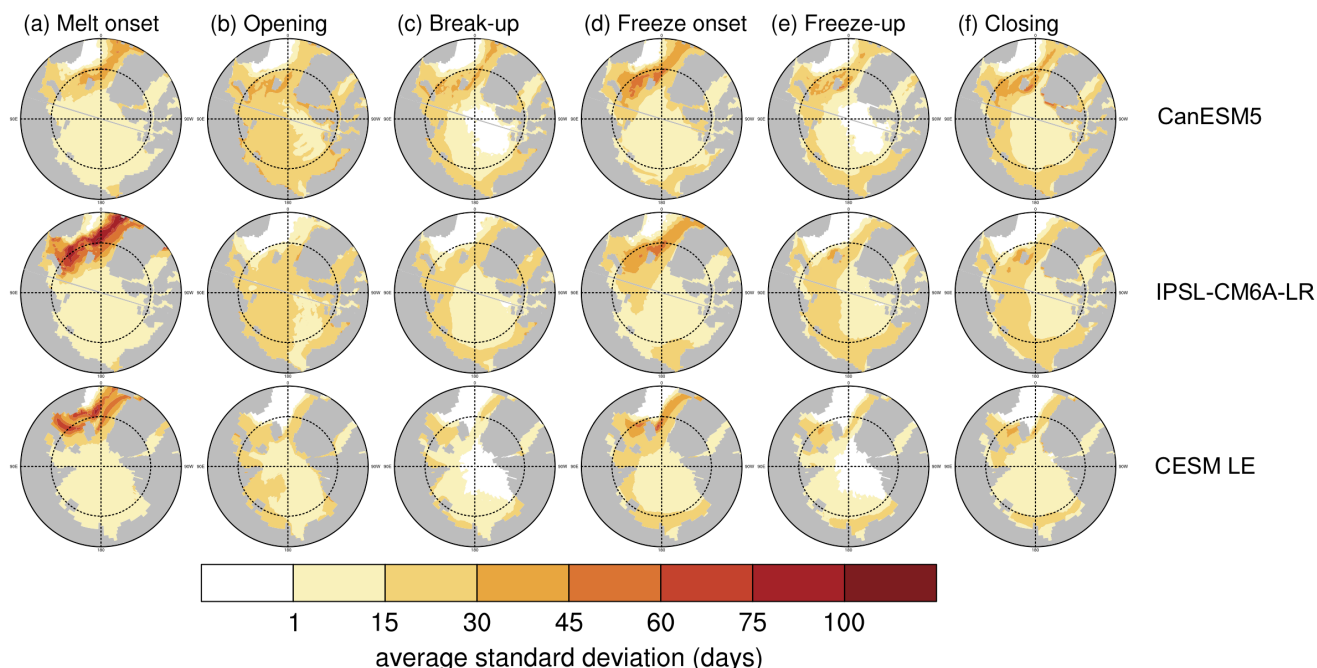 (a) Melt onset (b) Opening (c) Break-up (d) Freeze onset (e) Freeze-up (f) Closing
CanESM5
IPSL-CM6A-LR
CESM LE
1 15 30 45 60 75 100
average standard deviation (days)